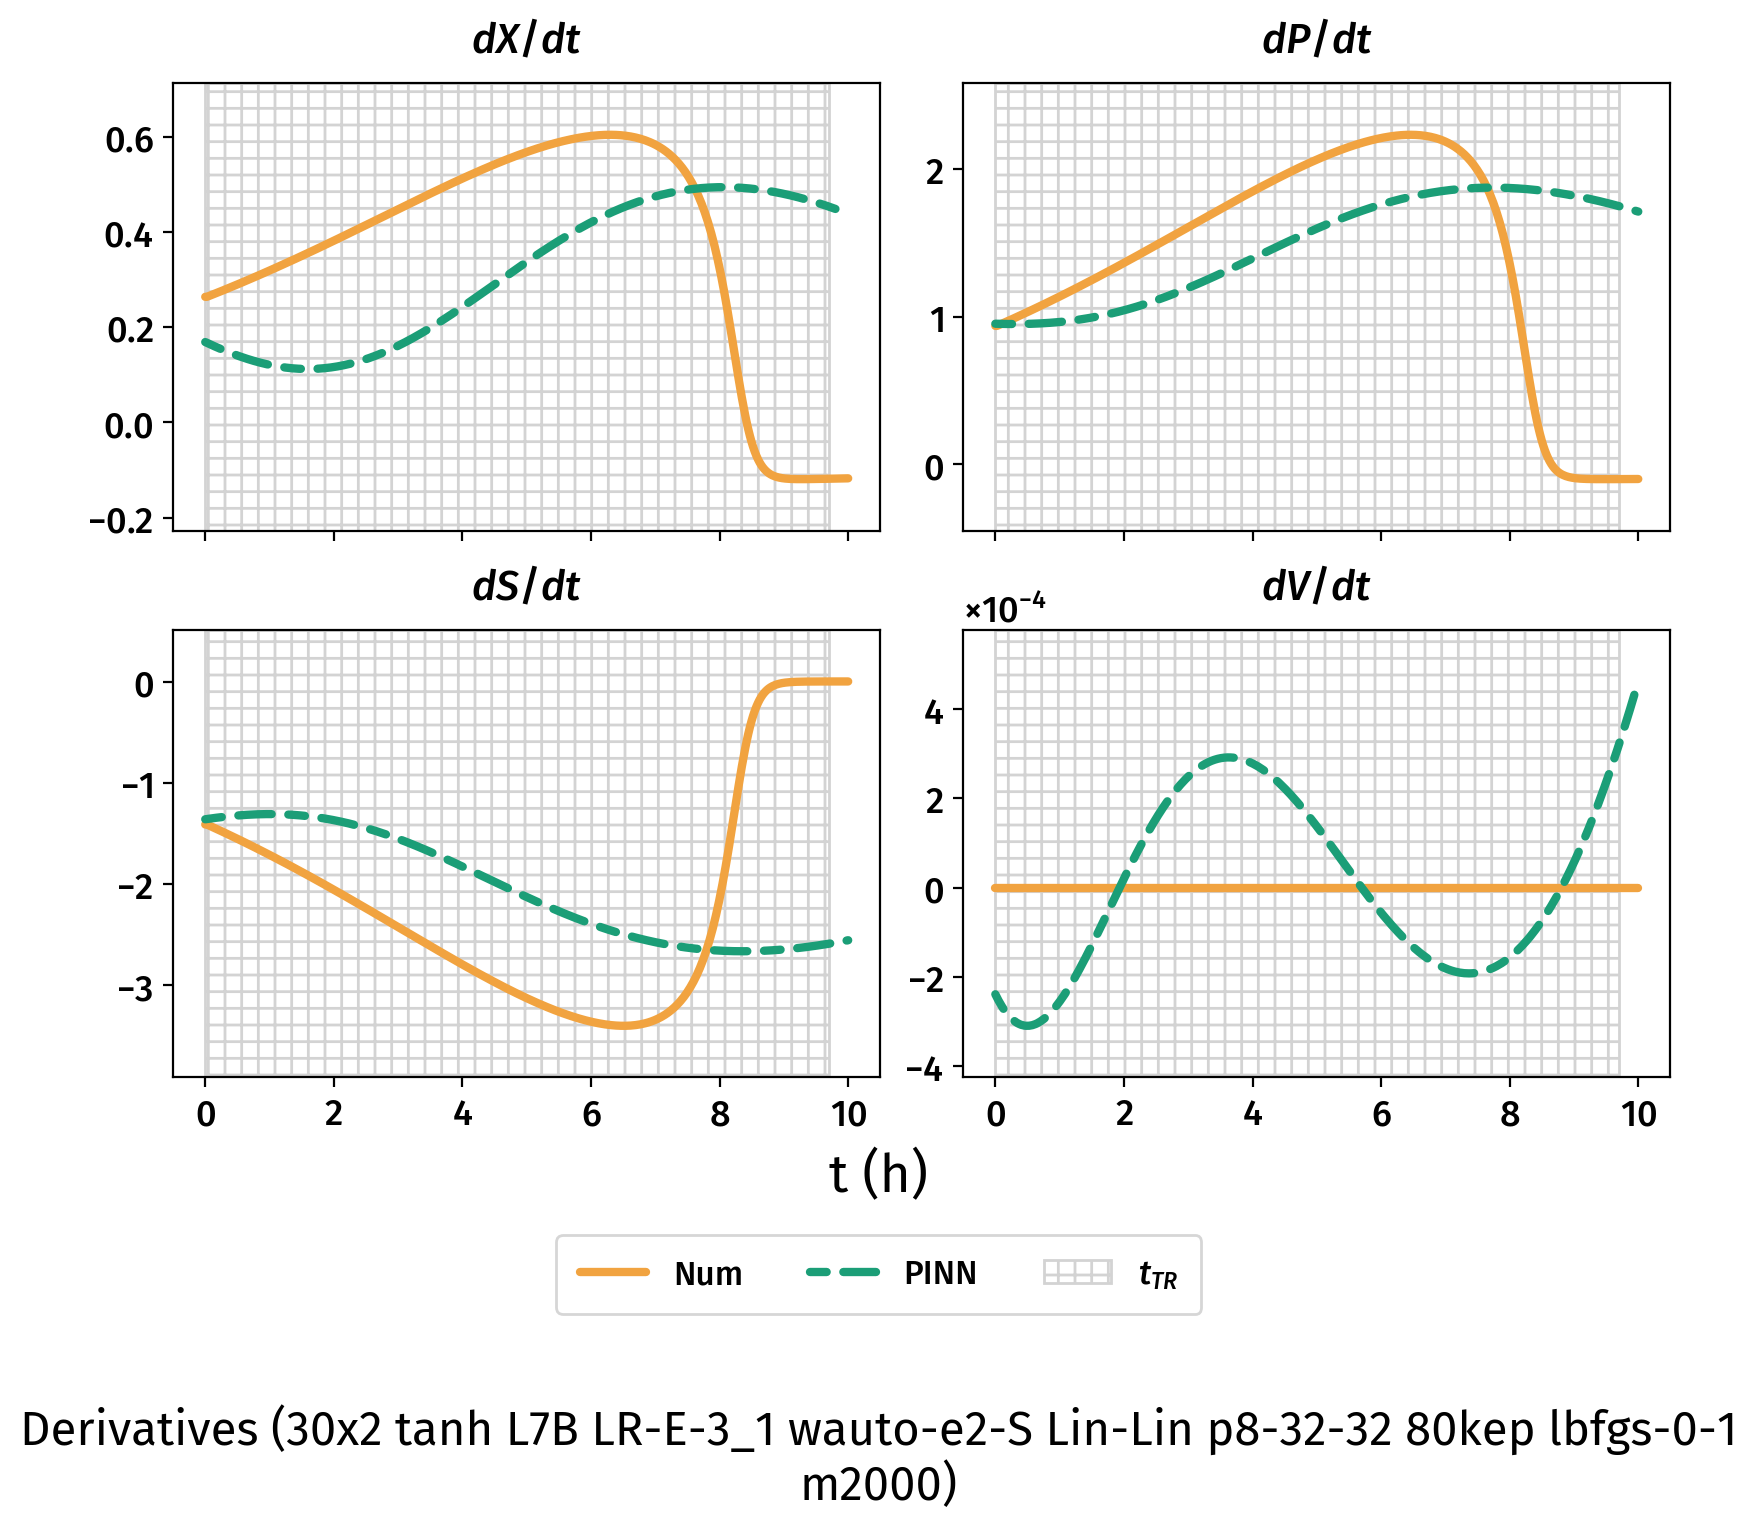 dX/dt
dP/dt
0.6
0.4
0.2
0.0
−0.2
2
1
0
dS/dt
dV/dt
×10⁻⁴
0
−1
−2
−3
4
2
0
−2
−4
0 2 4 6 8 10
0 2 4 6 8 10
t (h)
Num PINN t_TR
Derivatives (30x2 tanh L7B LR-E-3_1 wauto-e2-S Lin-Lin p8-32-32 80kep lbfgs-0-1
m2000)